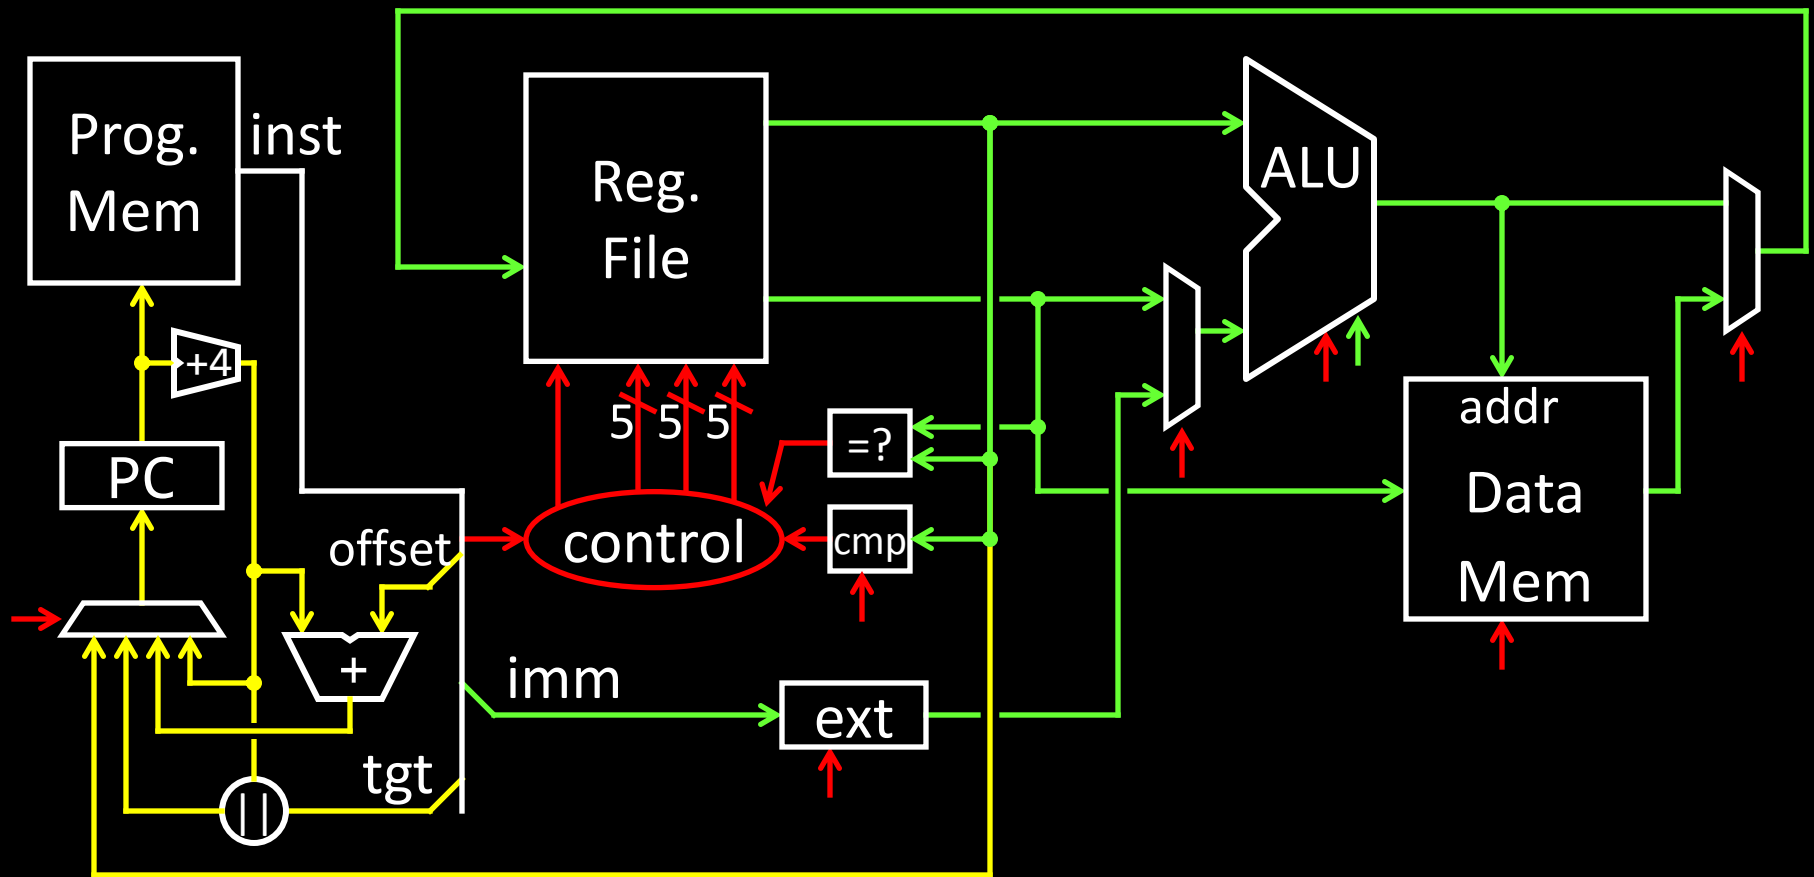 Prog.
Mem
inst
Reg.
File
ALU
+4
5 5 5
=?
addr
PC
Data
offset
control
cmp
Mem
+
imm
ext
tgt
||